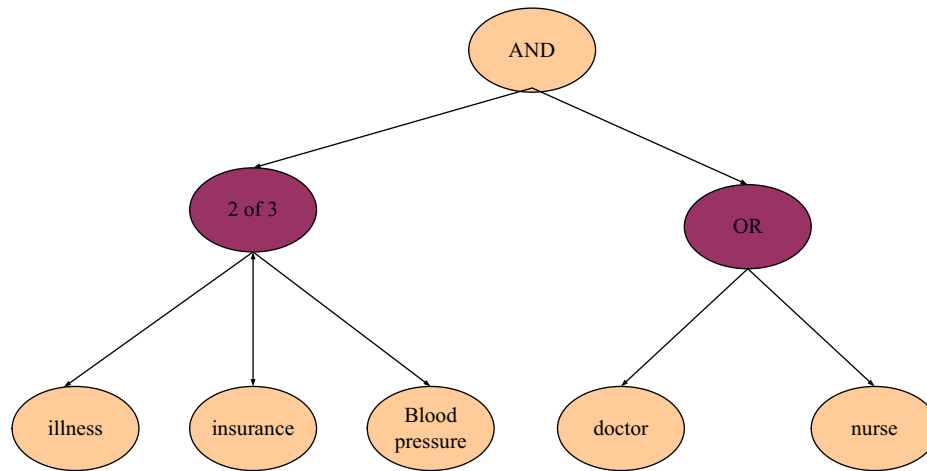 AND
2 of 3
OR
illness
insurance
Blood
pressure
doctor
nurse